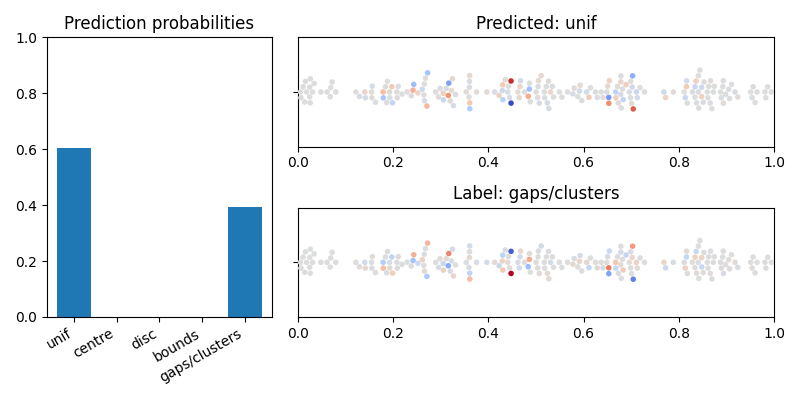 Prediction probabilities
1.0
0.8
0.6
0.4
0.2
0.0
unif
centre
disc
bounds
gaps/clusters
Predicted: unif
0.0 0.2 0.4 0.6 0.8 1.0
Label: gaps/clusters
0.0 0.2 0.4 0.6 0.8 1.0